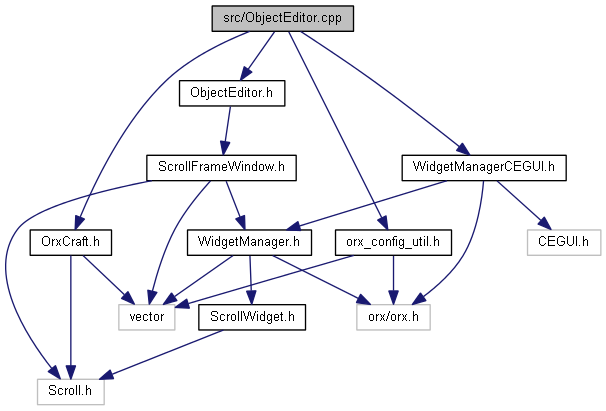 src/ObjectEditor.cpp
ObjectEditor.h
ScrollFrameWindow.h
WidgetManagerCEGUI.h
OrxCraft.h
WidgetManager.h
orx_config_util.h
CEGUI.h
vector
ScrollWidget.h
orx/orx.h
Scroll.h